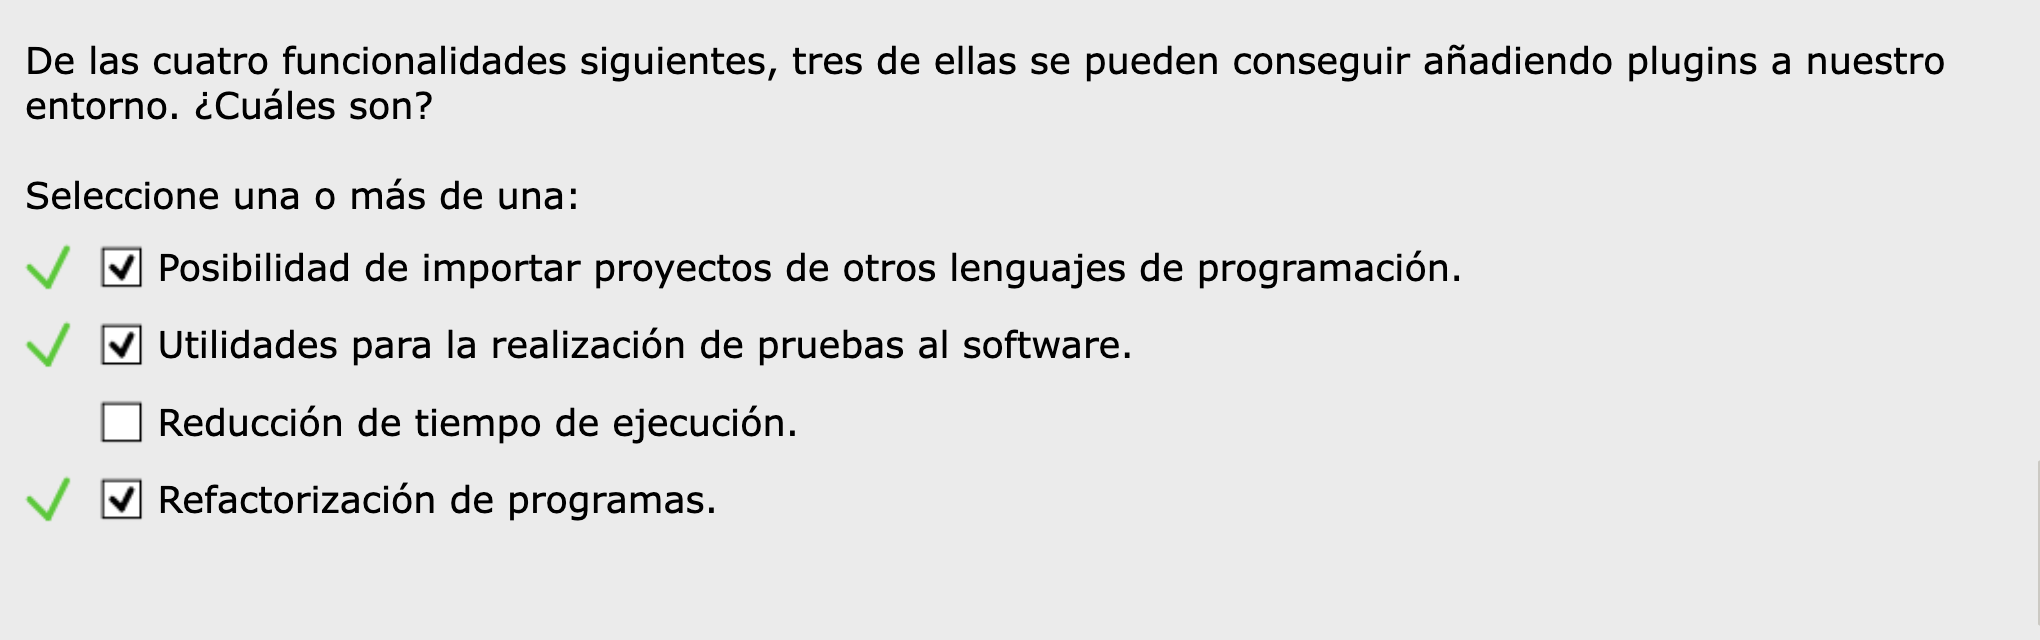 De las cuatro funcionalidades siguientes, tres de ellas se pueden conseguir añadiendo plugins a nuestro
entorno. ¿Cuáles son?
Seleccione una o más de una:
Posibilidad de importar proyectos de otros lenguajes de programación.
Utilidades para la realización de pruebas al software.
Reducción de tiempo de ejecución.
Refactorización de programas.